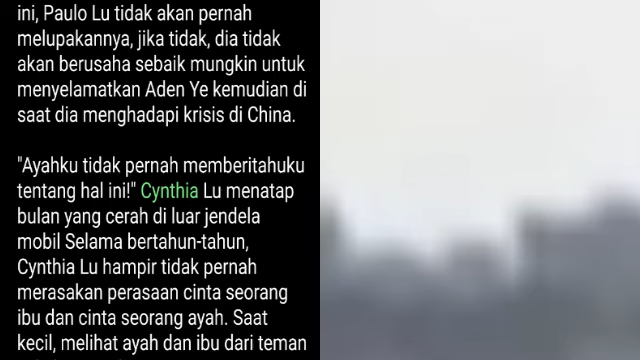 ini, Paulo Lu tidak akan pernah
melupakannya, jika tidak, dia tidak
akan berusaha sebaik mungkin untuk
menyelamatkan Aden Ye kemudian di
saat dia menghadapi krisis di China.
"Ayahku tidak pernah memberitahuku
tentang hal ini!" Cynthia Lu menatap
bulan yang cerah di luar jendela
mobil Selama bertahun-tahun,
Cynthia Lu hampir tidak pernah
merasakan perasaan cinta seorang
ibu dan cinta seorang ayah. Saat
kecil, melihat ayah dan ibu dari teman